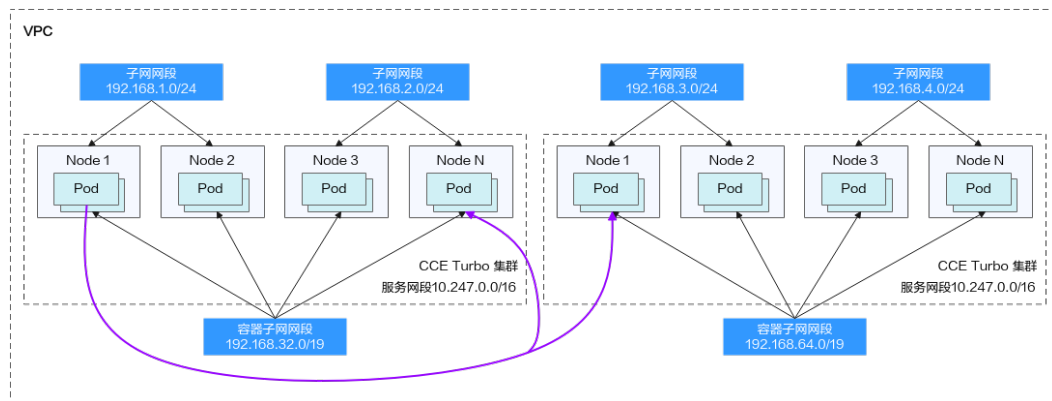 VPC
子网网段
192.168.1.0/24
子网网段
192.168.2.0/24
子网网段
192.168.3.0/24
子网网段
192.168.4.0/24
Node 1
Pod
Node 2
Pod
Node 3
Pod
Node N
Pod
Node 1
Pod
Node 2
Pod
Node 3
Pod
Node N
Pod
CCE Turbo 集群
服务网段10.247.0.0/16
CCE Turbo 集群
服务网段10.247.0.0/16
容器子网网段
192.168.32.0/19
容器子网网段
192.168.64.0/19